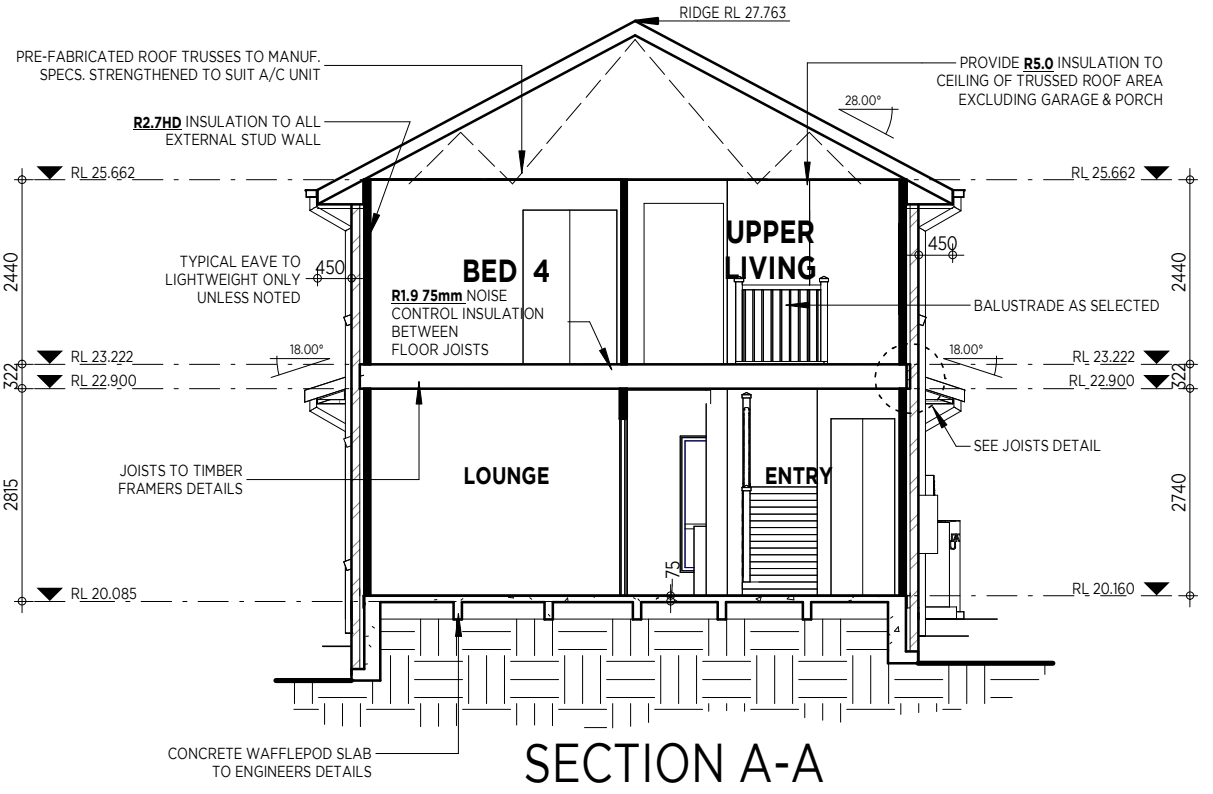 RIDGE RL 27.763
PRE-FABRICATED ROOF TRUSSES TO MANUF.
SPECS. STRENGTHENED TO SUIT A/C UNIT
PROVIDE R5.0 INSULATION TO
CEILING OF TRUSSED ROOF AREA
EXCLUDING GARAGE & PORCH
28.00°
R2.7HD INSULATION TO ALL
EXTERNAL STUD WALL
RL 25.662
RL 25.662
2440
TYPICAL EAVE TO
LIGHTWEIGHT ONLY
UNLESS NOTED
450
BED 4
UPPER
LIVING
450
2440
R1.9 75mm NOISE
CONTROL INSULATION
BETWEEN
FLOOR JOISTS
BALUSTRADE AS SELECTED
18.00°
18.00°
RL 23.222
RL 23.222
322
322
RL 22.900
RL 22.900
SEE JOISTS DETAIL
JOISTS TO TIMBER
FRAMERS DETAILS
LOUNGE
ENTRY
2815
2740
75
RL 20.085
RL 20.160
CONCRETE WAFFLEPOD SLAB
TO ENGINEERS DETAILS
SECTION A-A